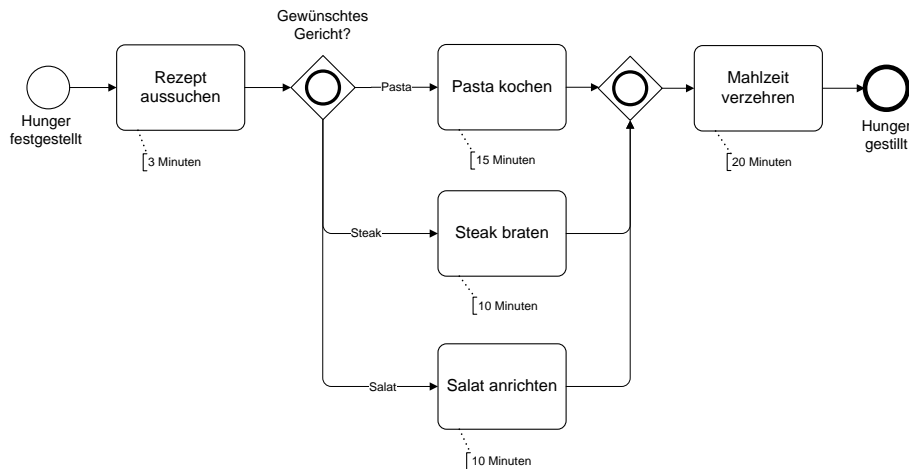 Gewünschtes
Gericht?
Rezept
aussuchen
Pasta
Pasta kochen
Mahlzeit
verzehren
Hunger
festgestellt
Hunger
gestillt
3 Minuten
15 Minuten
20 Minuten
Steak
Steak braten
10 Minuten
Salat
Salat anrichten
10 Minuten